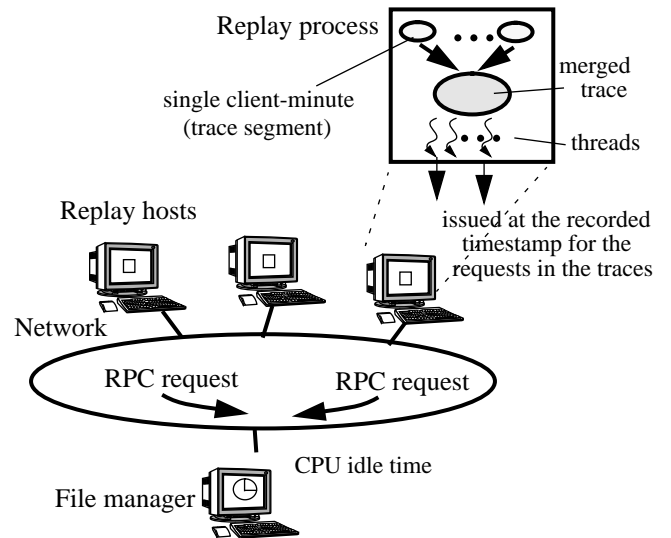 Replay process
single client-minute
(trace segment)
merged
trace
threads
Replay hosts
issued at the recorded
timestamp for the
requests in the traces
Network
RPC request
RPC request
CPU idle time
File manager